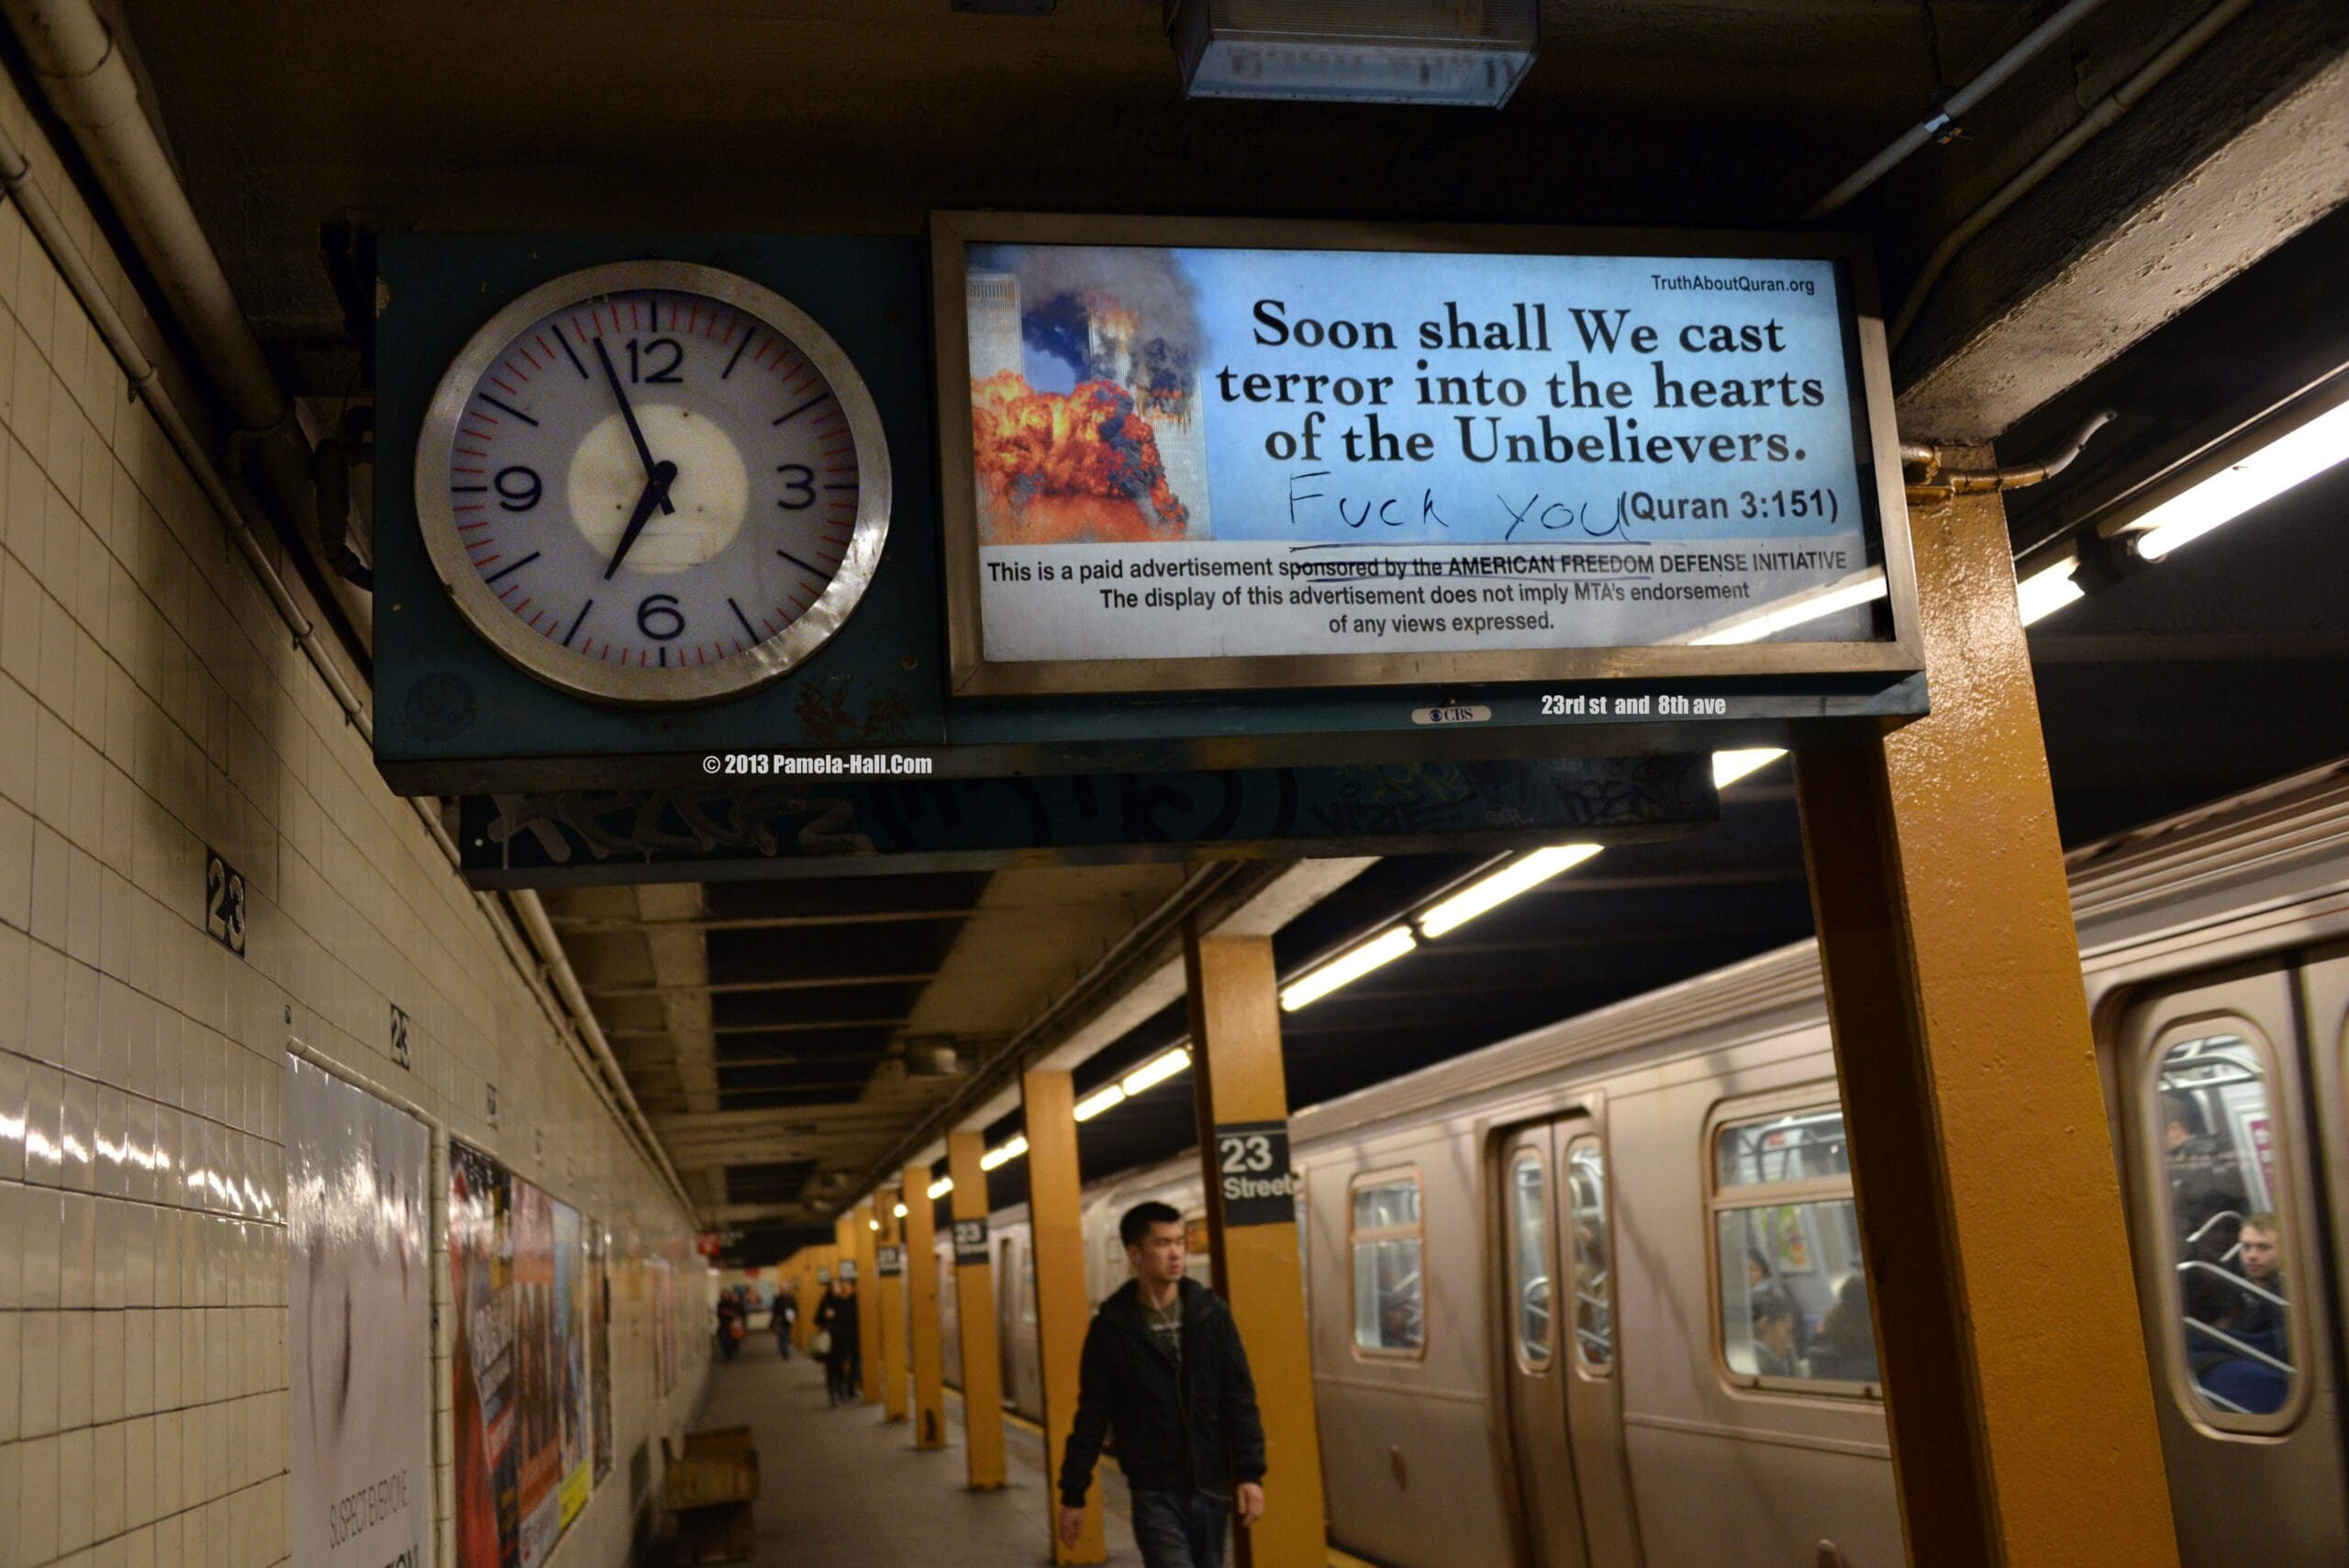 12
9
3
6
TruthAboutQuran.org
Soon shall We cast
terror into the hearts
of the Unbelievers.
Fuck you
(Quran 3:151)
This is a paid advertisement sponsored by the AMERICAN FREEDOM DEFENSE INITIATIVE
The display of this advertisement does not imply MTA's endorsement
of any views expressed.
CBS
23rd st and 8th ave
© 2013 Pamela-Hall.Com
23
23
23
Street
23
SUSPECT EVERYONE